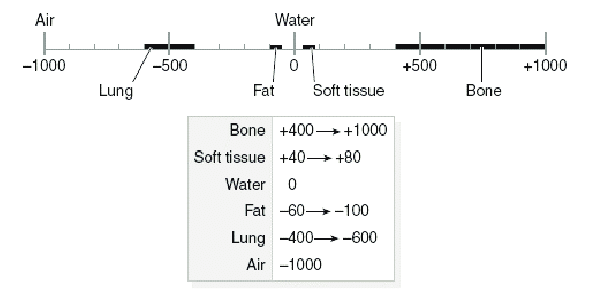 Air Water
−1000 −500 0 +500 +1000
Lung Fat Soft tissue Bone
Bone +400→+1000
Soft tissue +40→+80
Water 0
Fat −60→−100
Lung −400→−600
Air −1000